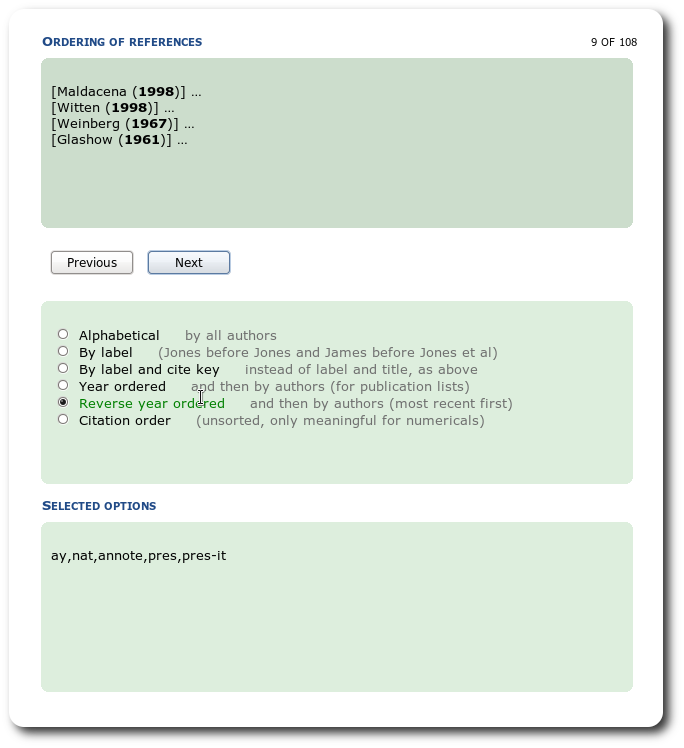 ORDERING OF REFERENCES 9 OF 108
[Maldacena (1998)] ...
[Witten (1998)] ...
[Weinberg (1967)] ...
[Glashow (1961)] ...
Previous Next
Alphabetical by all authors
By label (Jones before Jones and James before Jones et al)
By label and cite key instead of label and title, as above
Year ordered and then by authors (for publication lists)
Reverse year ordered and then by authors (most recent first)
Citation order (unsorted, only meaningful for numericals)
SELECTED OPTIONS
ay,nat,annote,pres,pres-it